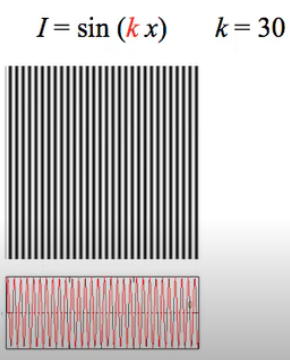 I = sin (k x) k = 30